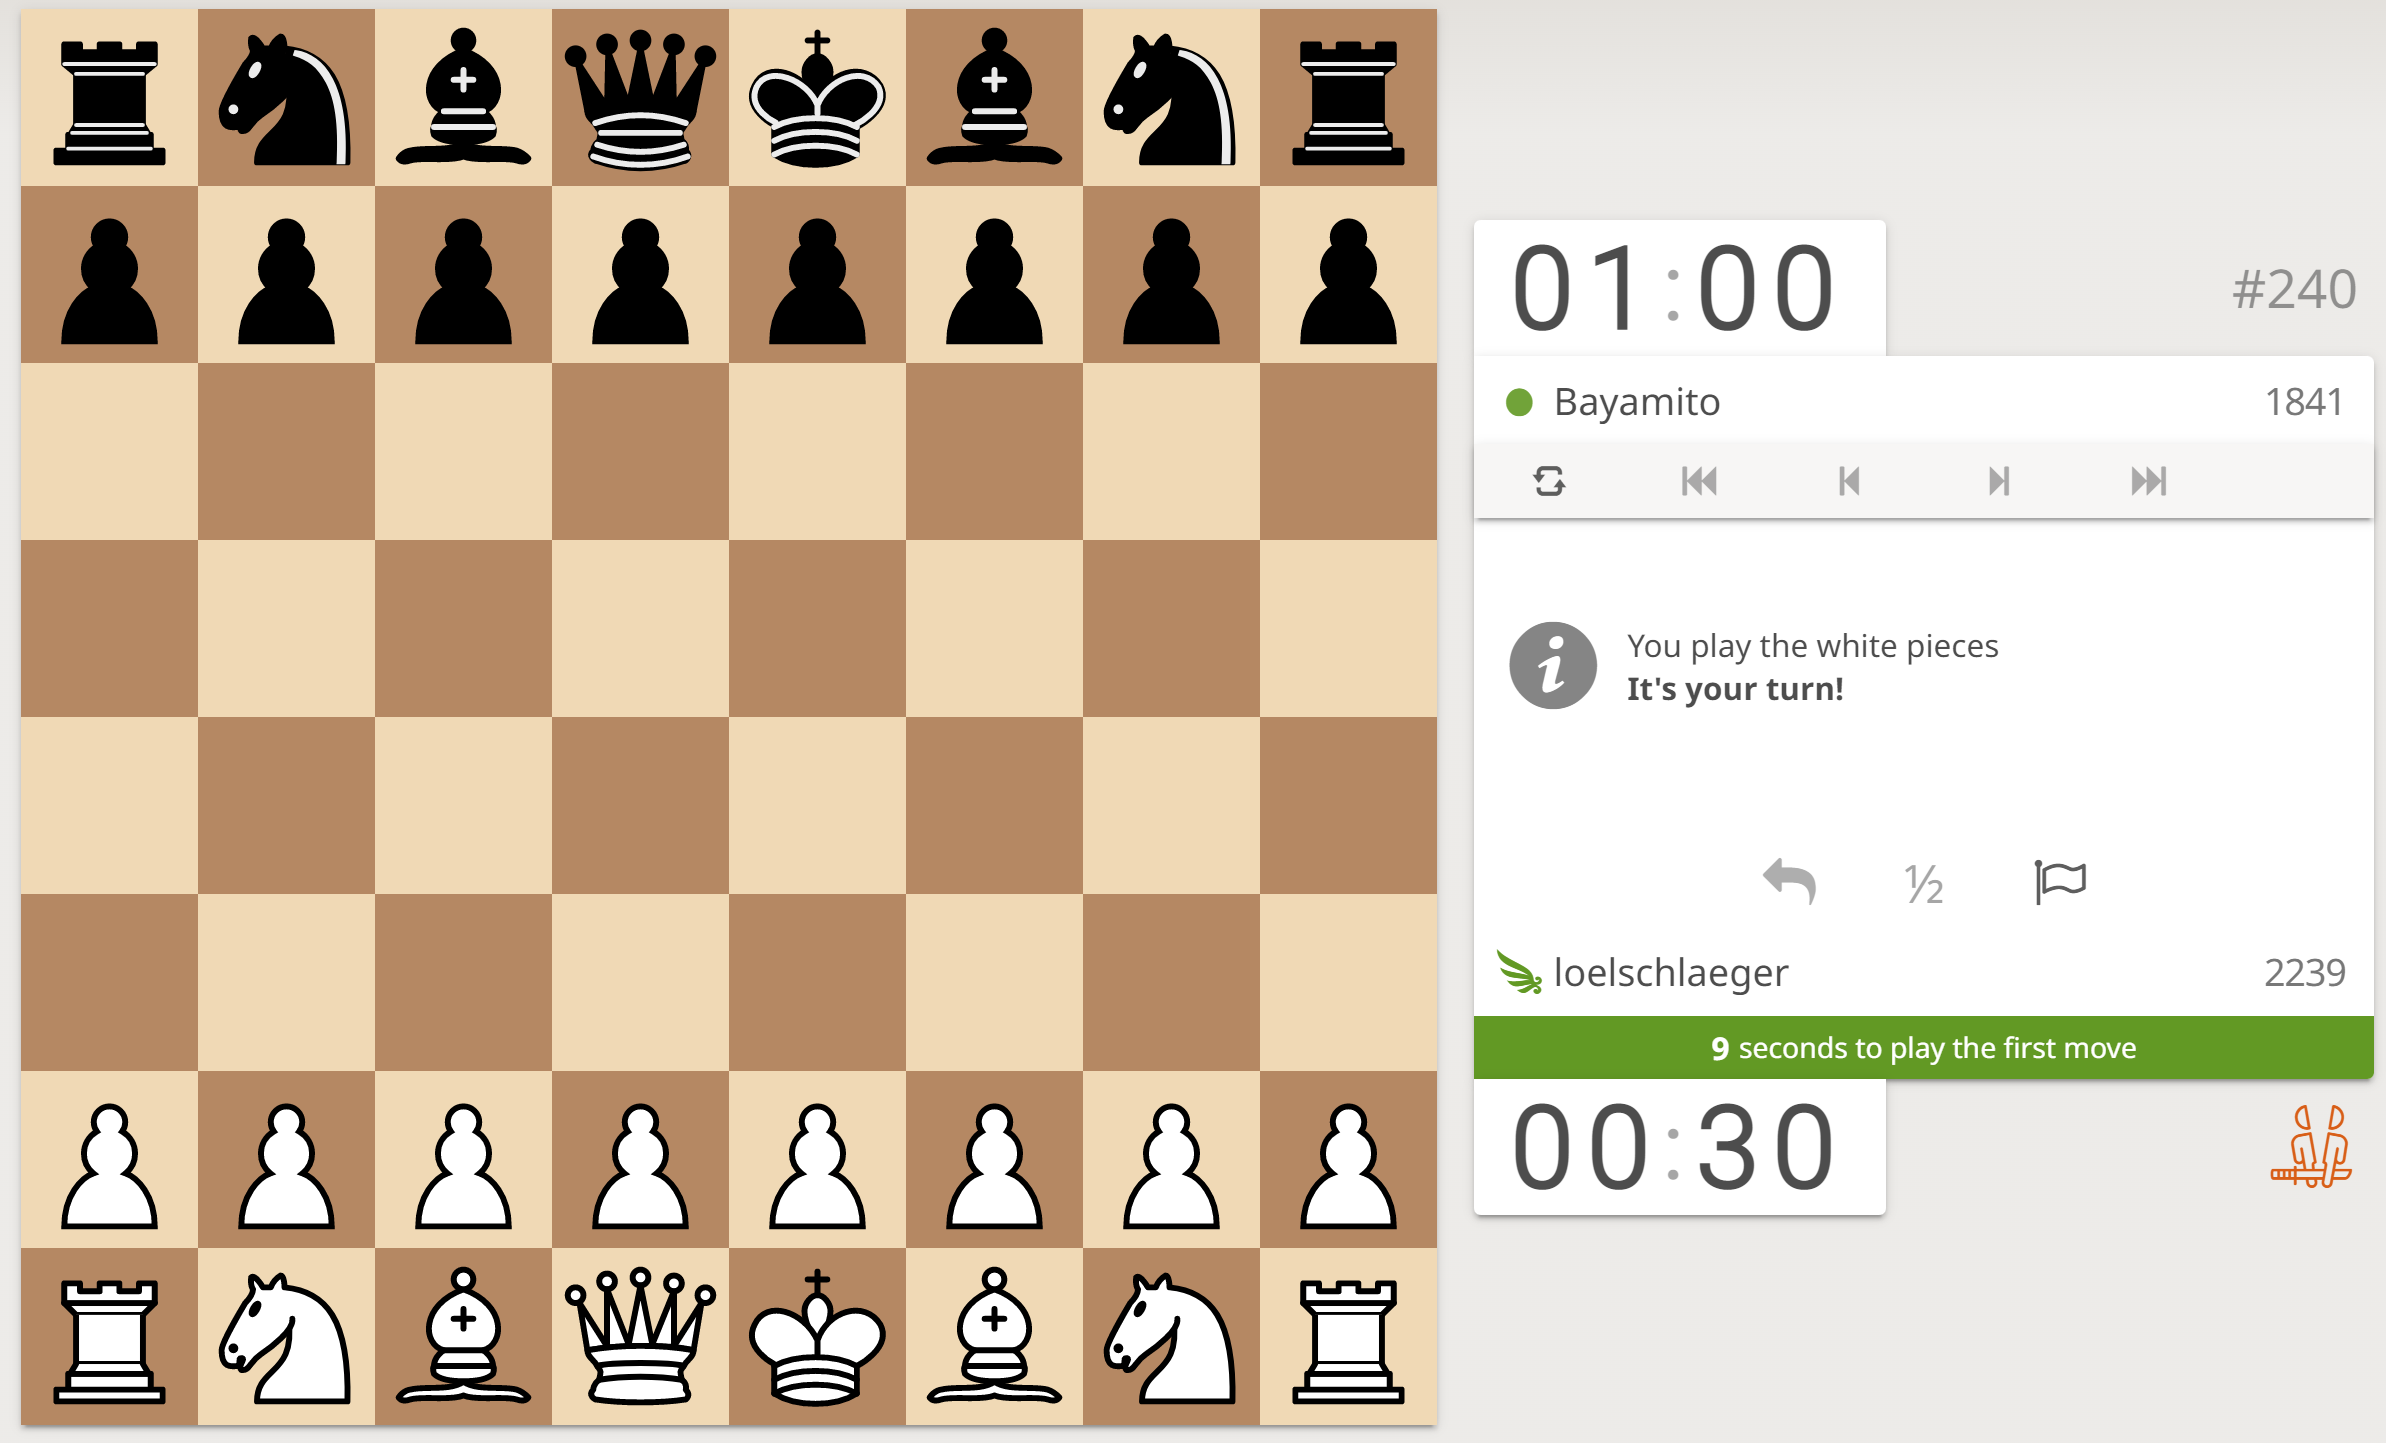 01:00
#240
Bayamito 1841
You play the white pieces
It's your turn!
½
loelschlaeger 2239
9 seconds to play the first move
00:30